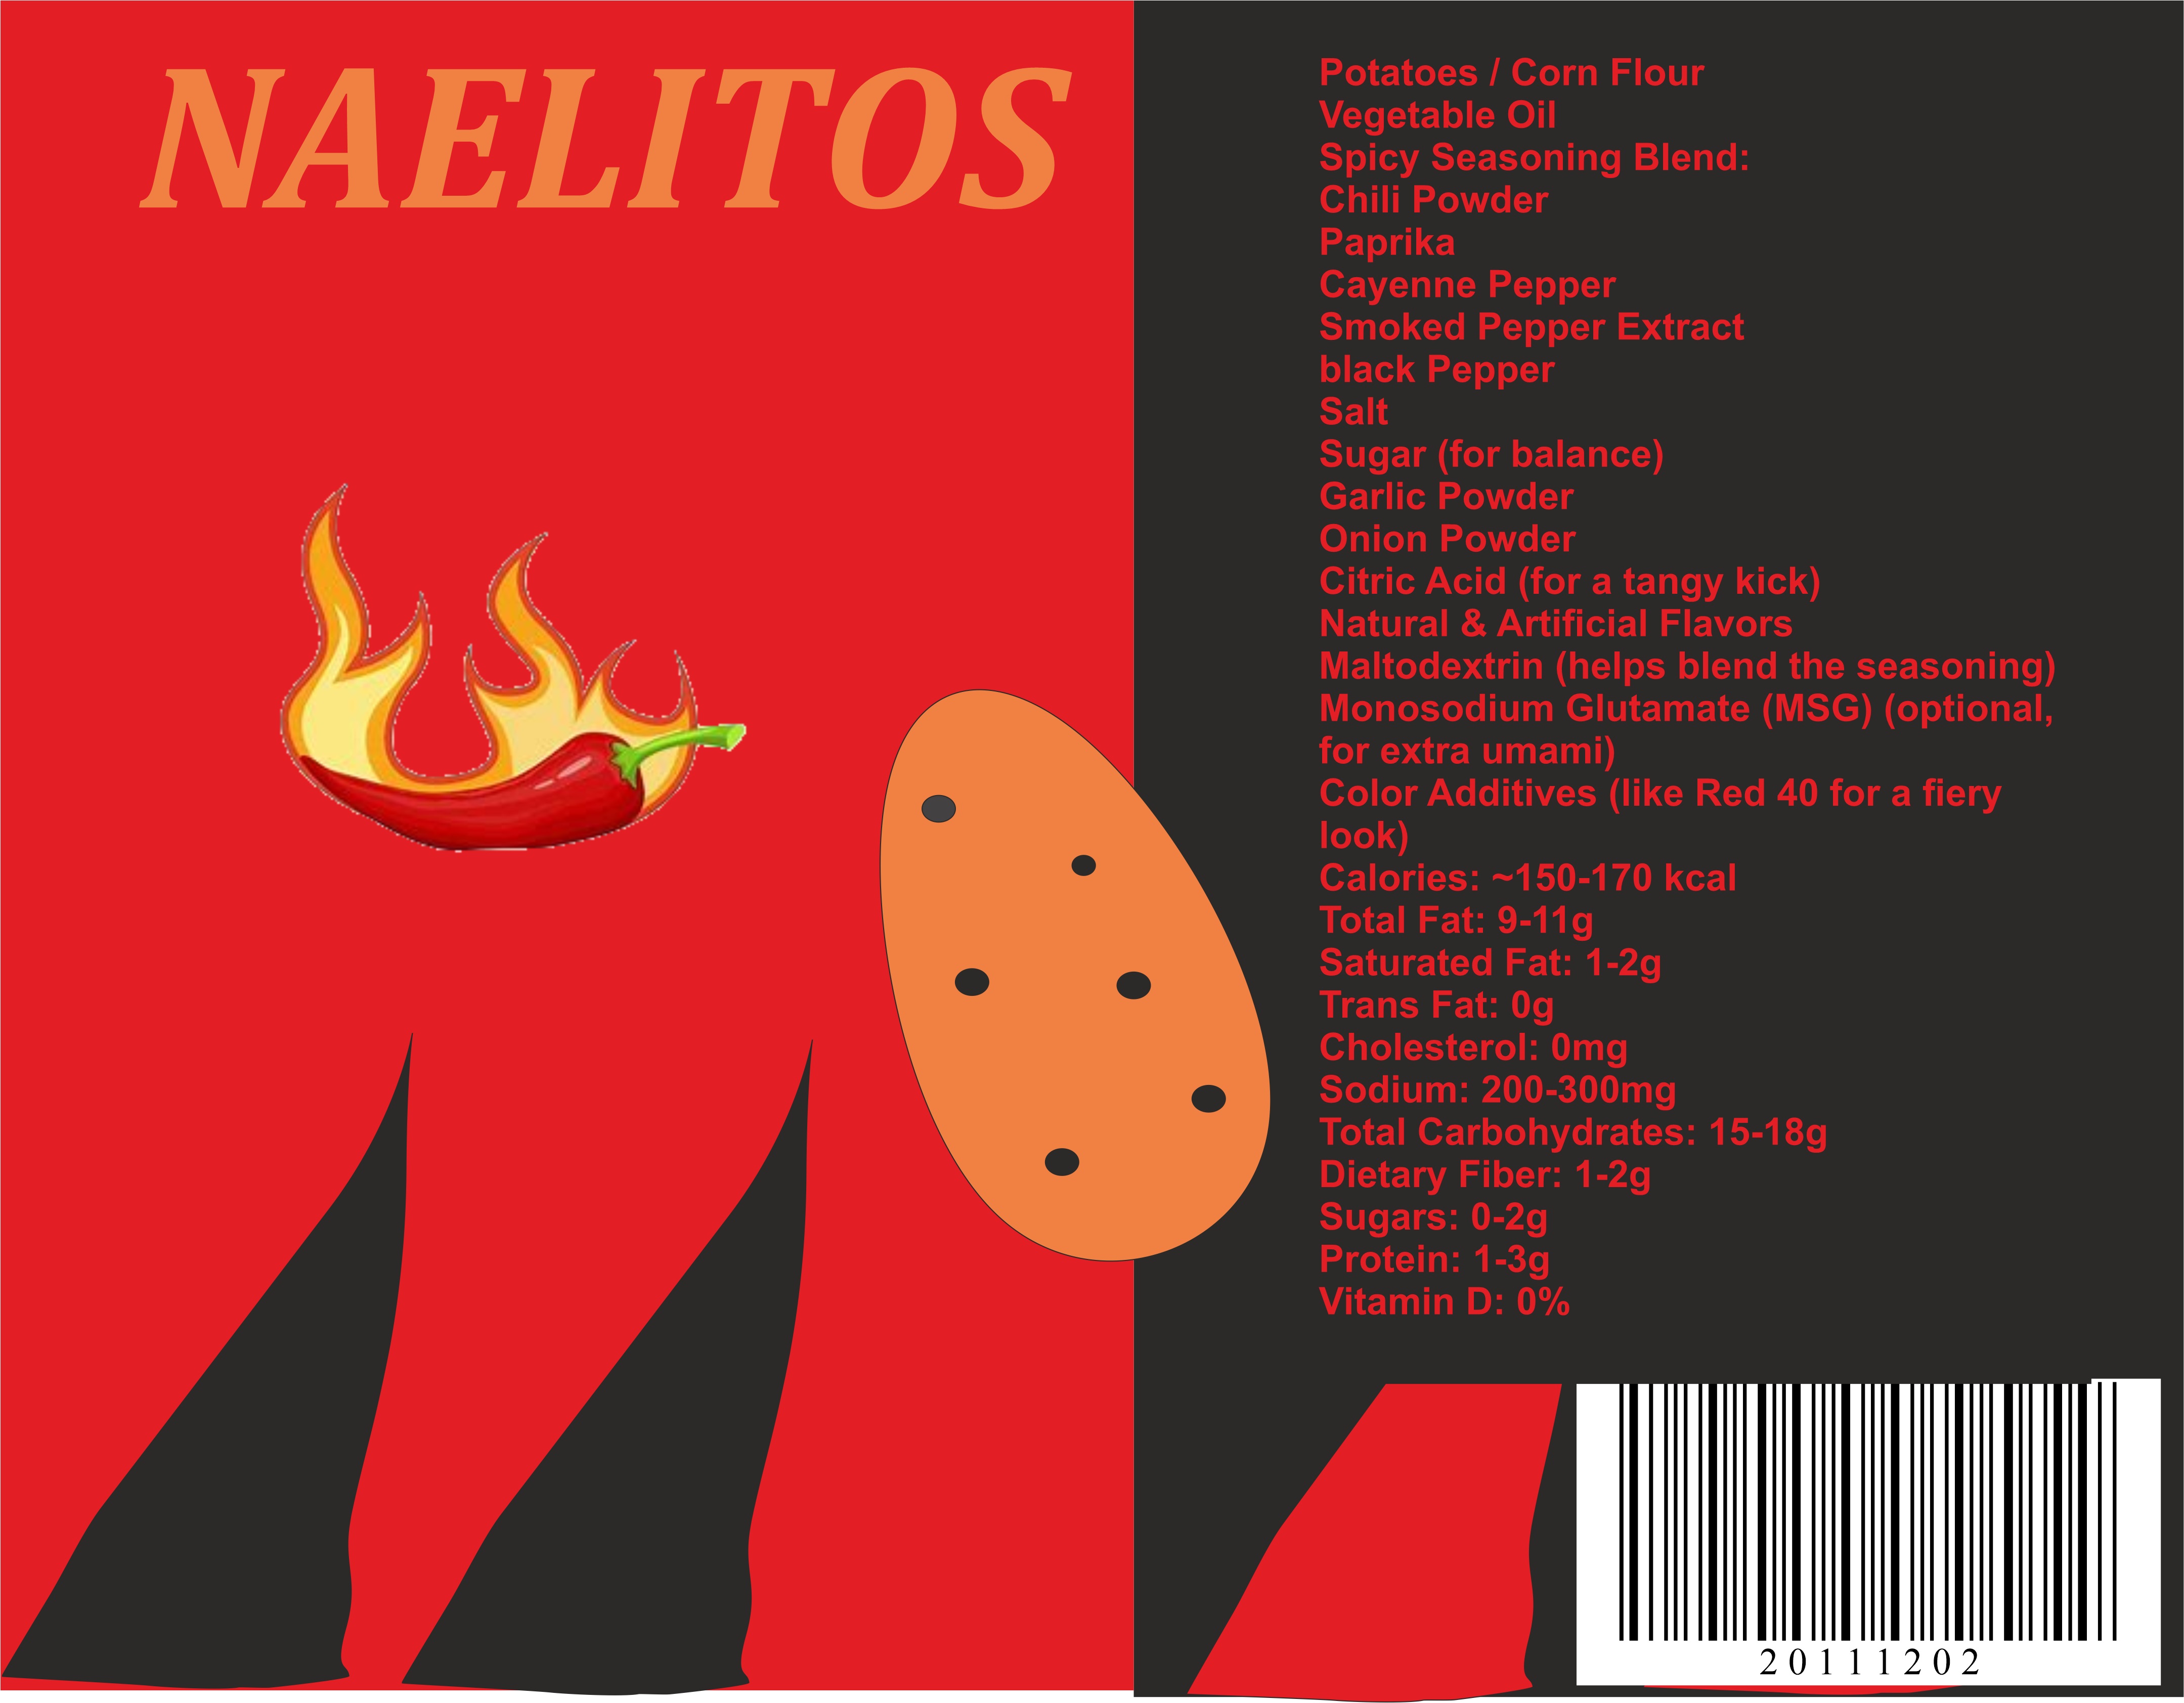 NAELITOS
Potatoes / Corn Flour
Vegetable Oil
Spicy Seasoning Blend:
Chili Powder
Paprika
Cayenne Pepper
Smoked Pepper Extract
black Pepper
Salt
Sugar (for balance)
Garlic Powder
Onion Powder
Citric Acid (for a tangy kick)
Natural & Artificial Flavors
Maltodextrin (helps blend the seasoning)
Monosodium Glutamate (MSG) (optional,
for extra umami)
Color Additives (like Red 40 for a fiery
look)
Calories: ~150-170 kcal
Total Fat: 9-11g
Saturated Fat: 1-2g
Trans Fat: 0g
Cholesterol: 0mg
Sodium: 200-300mg
Total Carbohydrates: 15-18g
Dietary Fiber: 1-2g
Sugars: 0-2g
Protein: 1-3g
Vitamin D: 0%
20111202